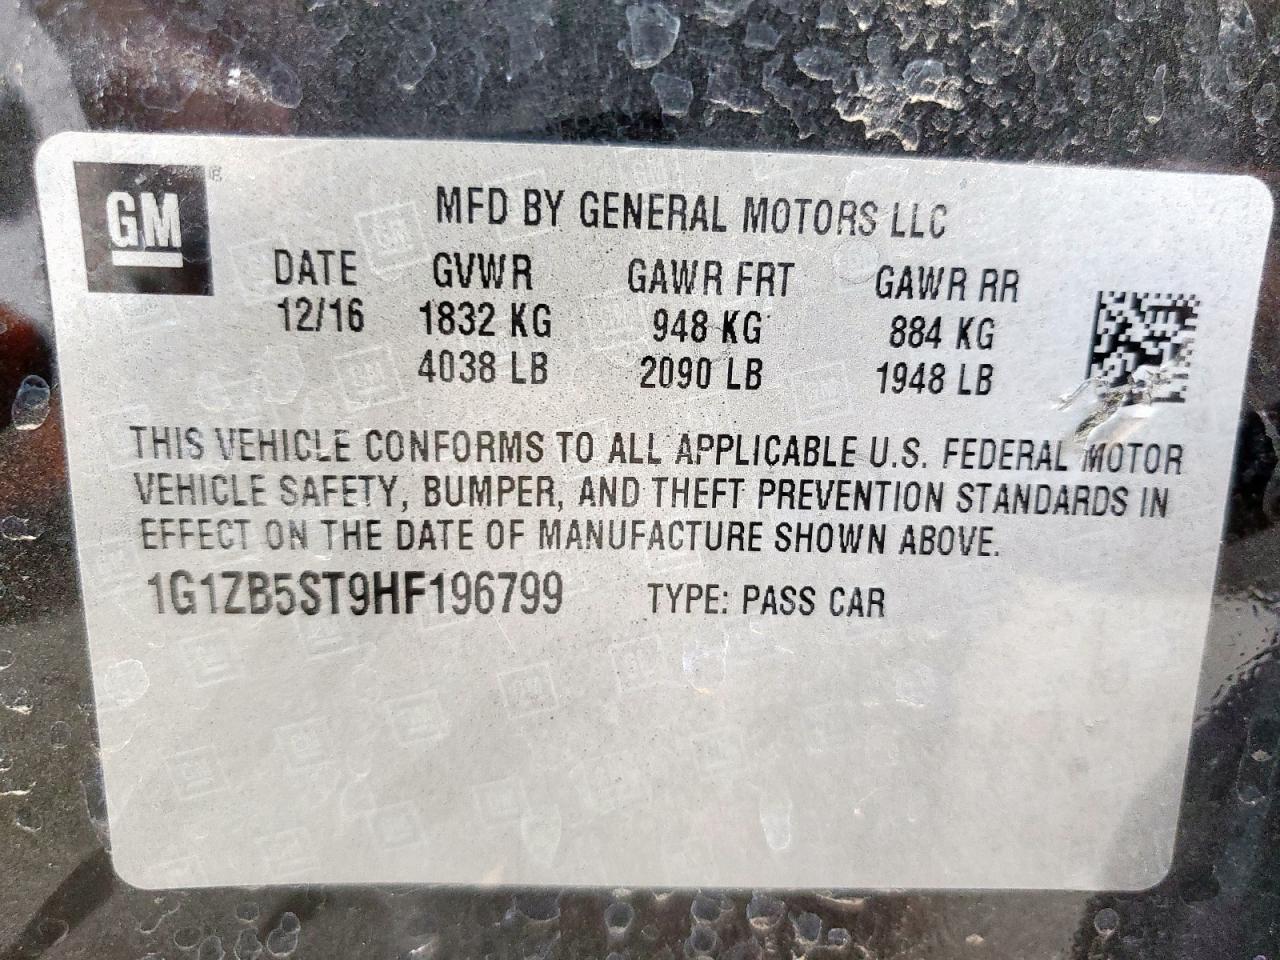 GM
MFD BY GENERAL MOTORS LLC
DATE GVWR GAWR FRT GAWR RR
12/16 1832 KG 948 KG 884 KG
4038 LB 2090 LB 1948 LB
THIS VEHICLE CONFORMS TO ALL APPLICABLE U.S. FEDERAL MOTOR
VEHICLE SAFETY, BUMPER, AND THEFT PREVENTION STANDARDS IN
EFFECT ON THE DATE OF MANUFACTURE SHOWN ABOVE.
1G1ZB5ST9HF196799 TYPE: PASS CAR